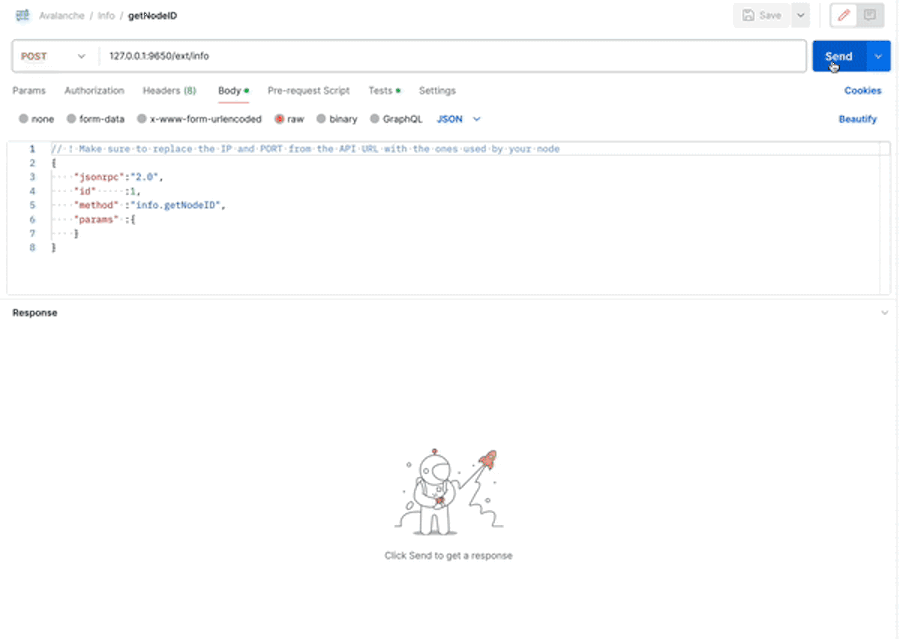 Avalanche / Info / getNodeID
Save
POST 127.0.0.1:9650/ext/info Send
Params Authorization Headers (8) Body Pre-request Script Tests Settings Cookies
none form-data x-www-form-urlencoded raw binary GraphQL JSON Beautify
1 // ! Make sure to replace the IP and PORT from the API URL with the ones used by your node
2 {
3 "jsonrpc":"2.0",
4 "id" :1,
5 "method" :"info.getNodeID",
6 "params" :{
7 }
8 }
Response
Click Send to get a response